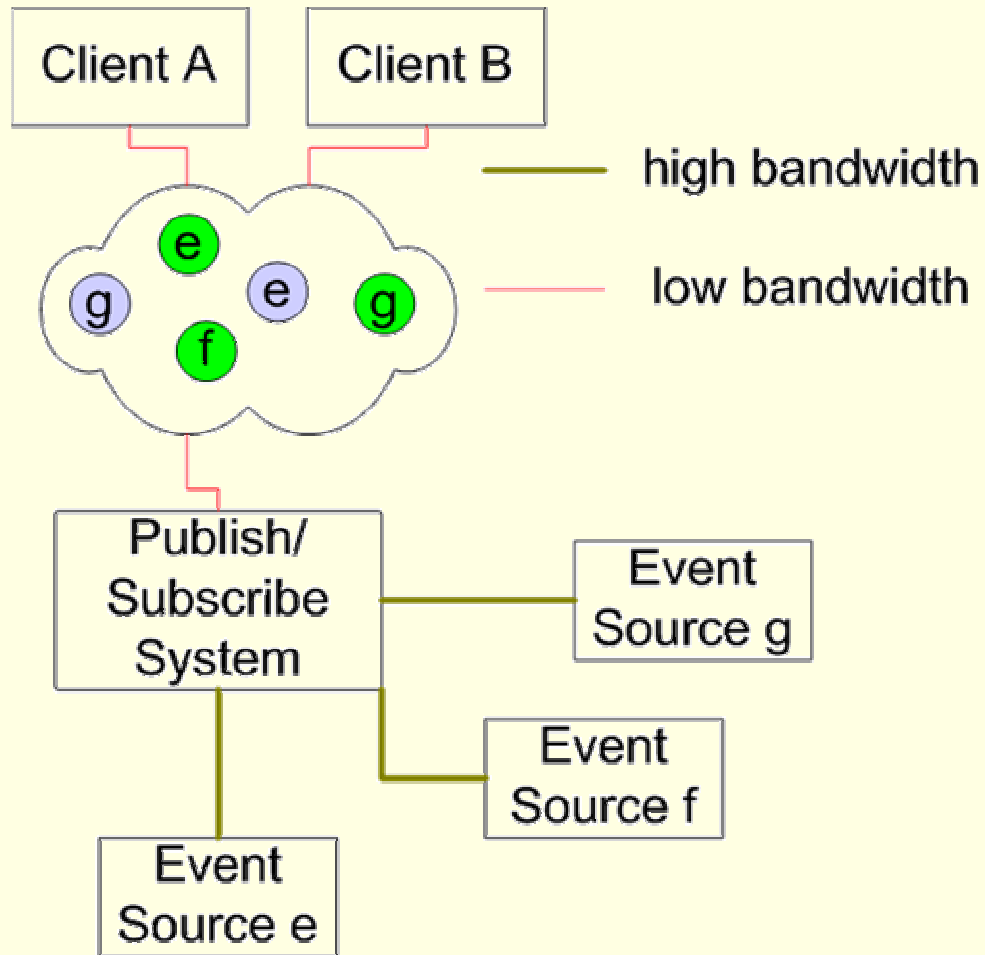 Client A
Client B
high bandwidth
low bandwidth
e
g
e
g
f
Publish/
Subscribe
System
Event
Source g
Event
Source f
Event
Source e